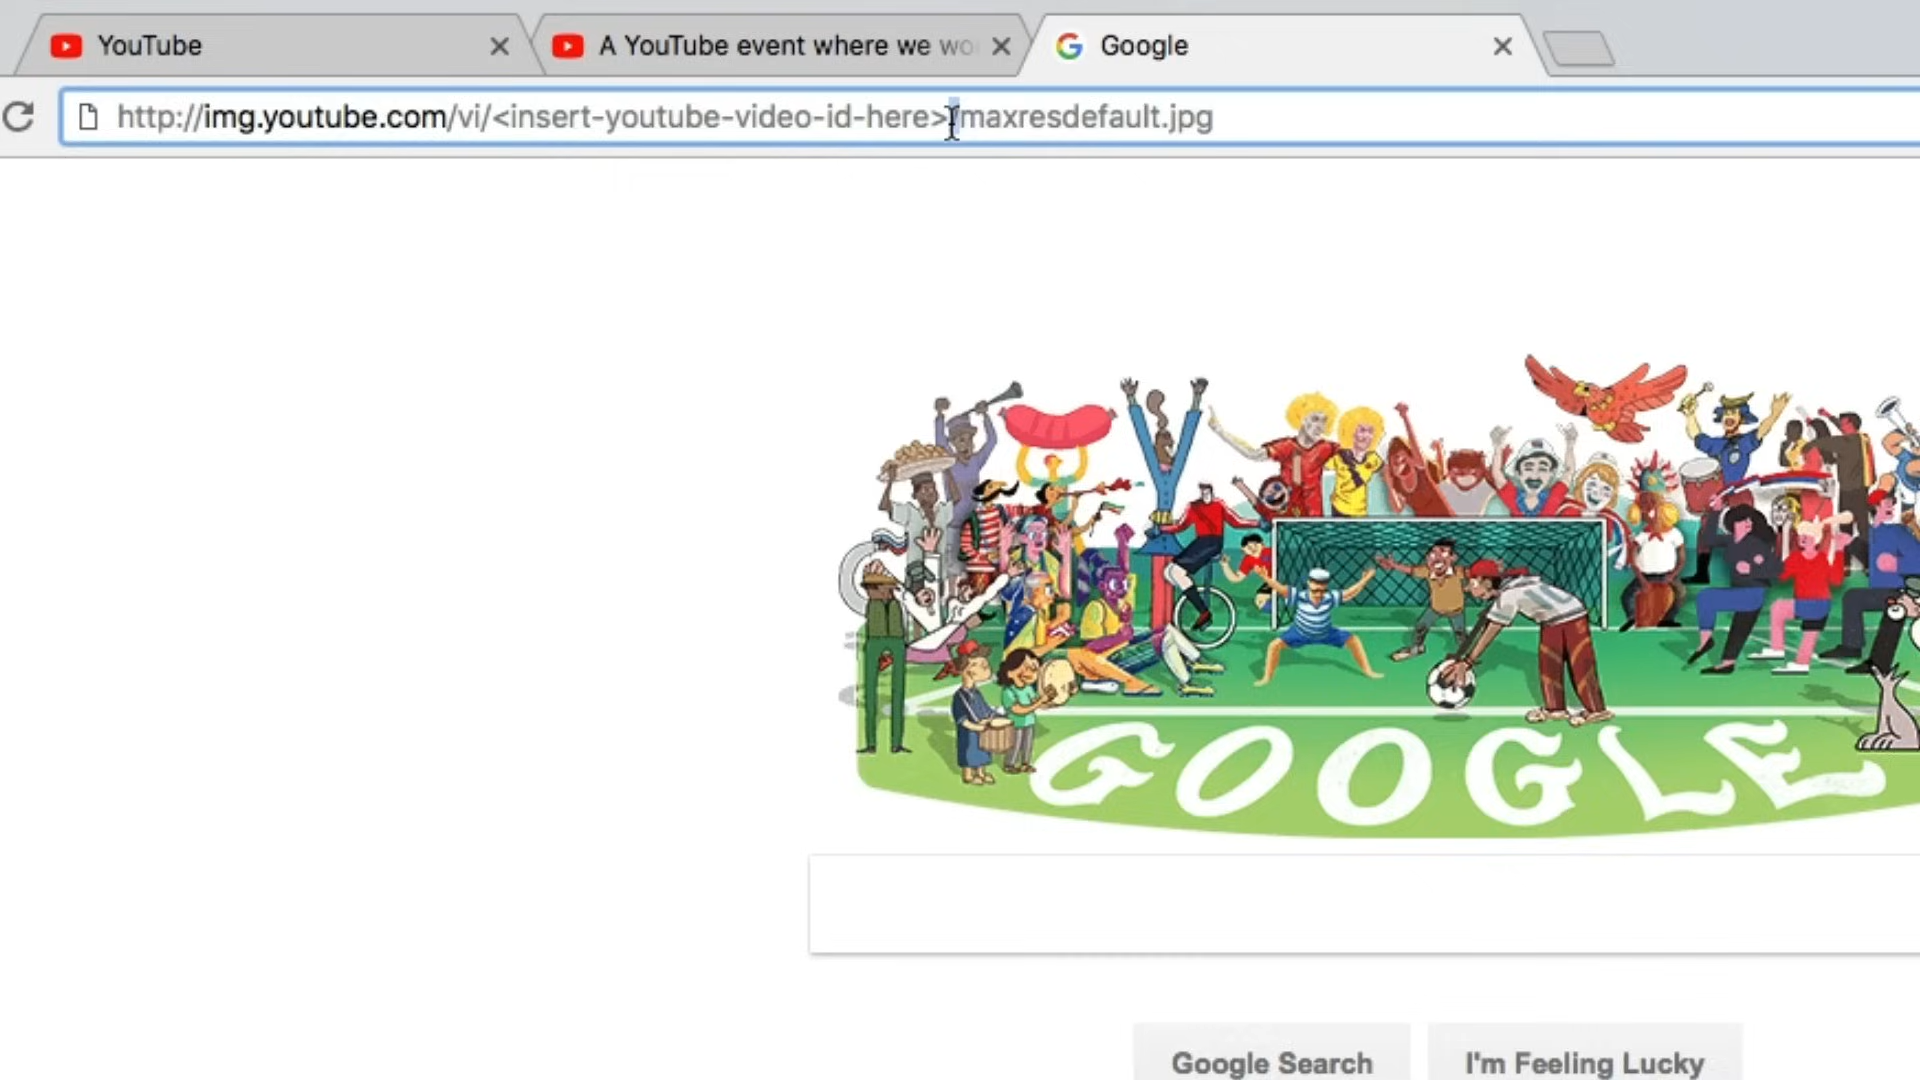 YouTube
A YouTube event where we wo
Google
http://img.youtube.com/vi/<insert-youtube-video-id-here>/maxresdefault.jpg
GOOGLE
Google Search
I'm Feeling Lucky